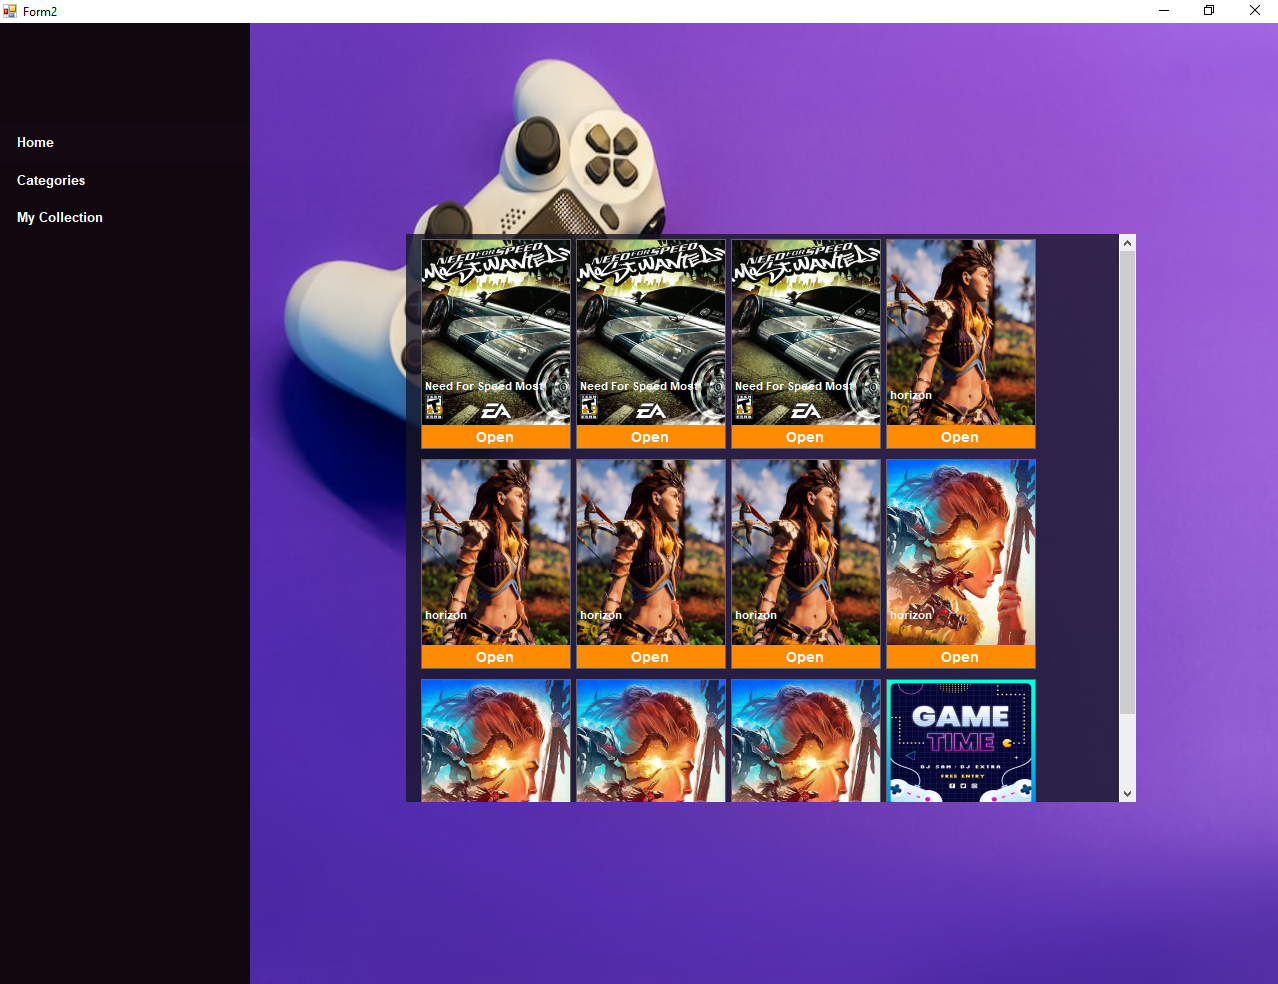 Form2
Home
Categories
My Collection
NEED FOR SPEED
MOST WANTED
Need For Speed Most
EA
Open
NEED FOR SPEED
MOST WANTED
Need For Speed Most
EA
Open
NEED FOR SPEED
MOST WANTED
Need For Speed Most
EA
Open
horizon
Open
horizon
Open
horizon
Open
horizon
Open
horizon
Open
GAME
TIME
DJ SAM - DJ EXTRA
FREE ENTRY